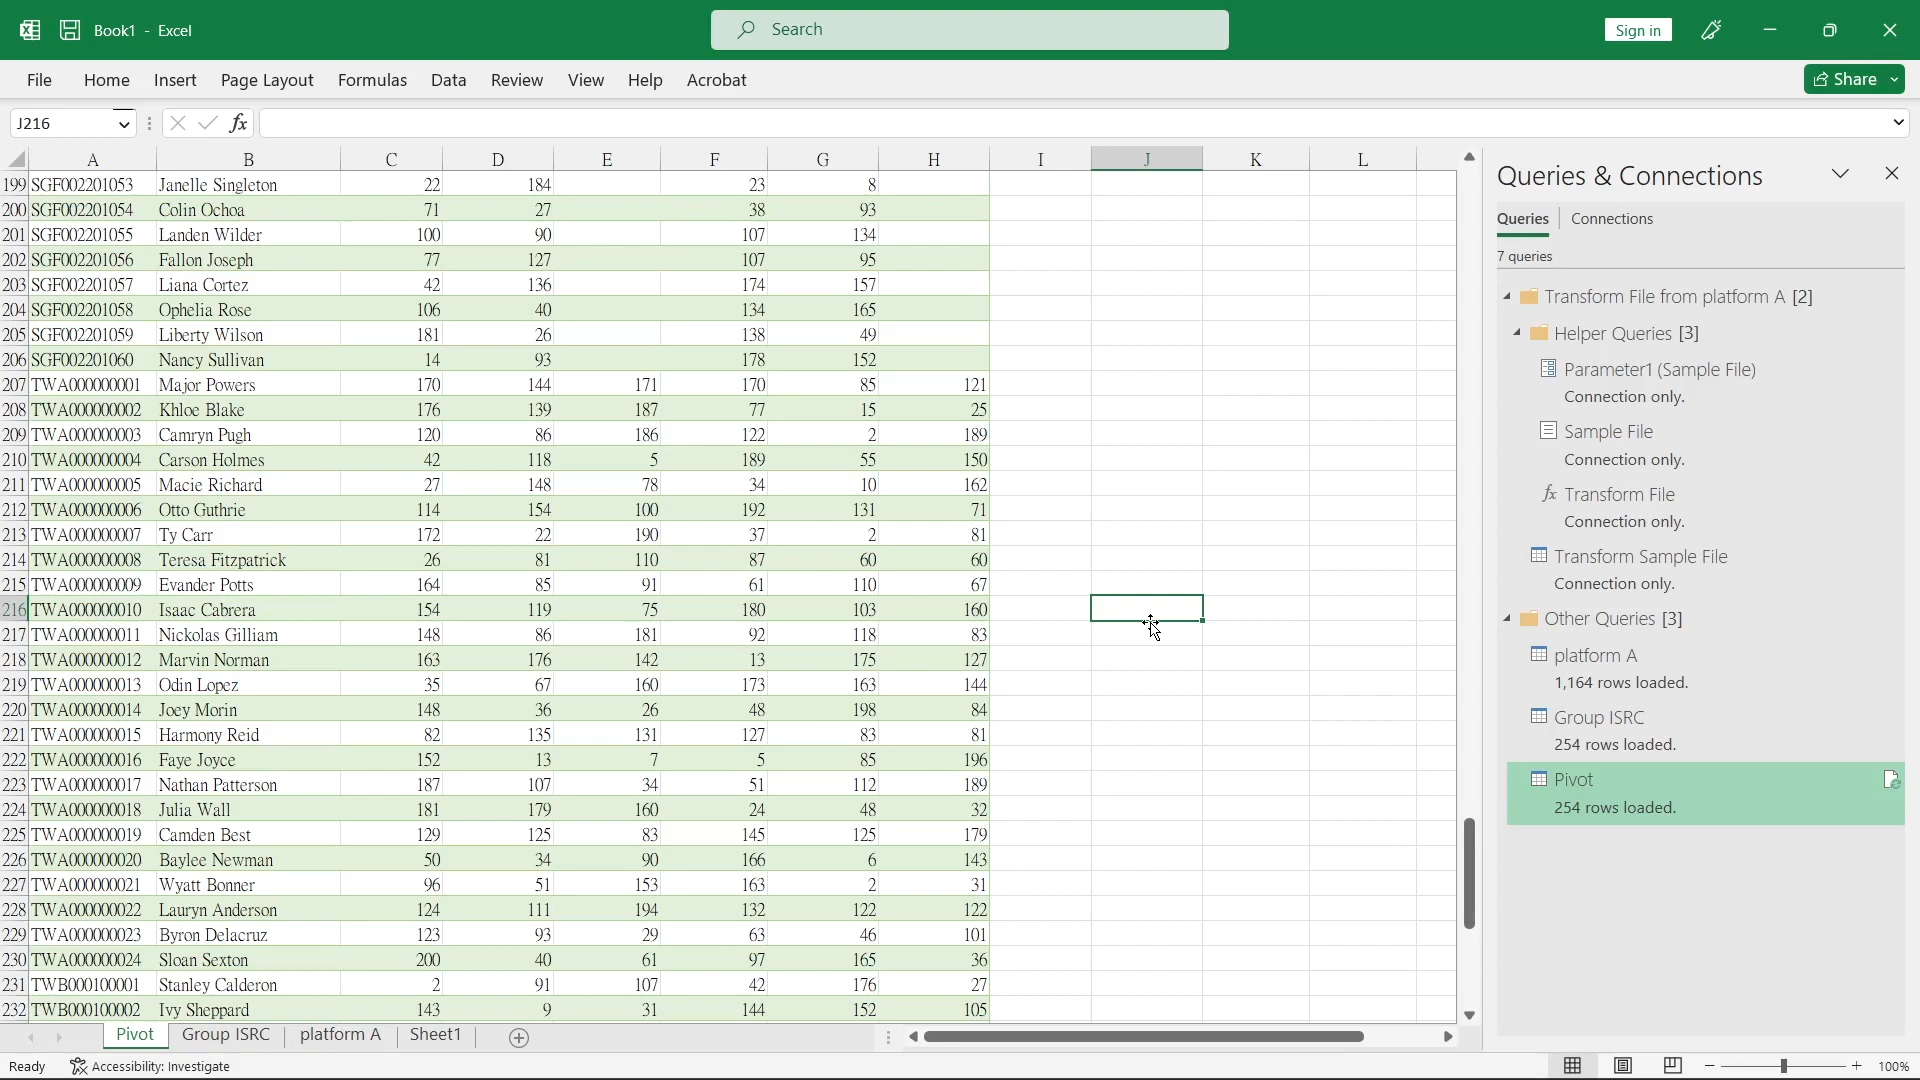 Book1 - Excel
Search
Sign in
File Home Insert Page Layout Formulas Data Review View Help Acrobat
Share
J216
fx
A B C D E F G H I J K L
199 SGF002201053 Janelle Singleton 22 184 23 8
200 SGF002201054 Colin Ochoa 71 27 38 93
201 SGF002201055 Landen Wilder 100 90 107 134
202 SGF002201056 Fallon Joseph 77 127 107 95
203 SGF002201057 Liana Cortez 42 136 174 157
204 SGF002201058 Ophelia Rose 106 40 134 165
205 SGF002201059 Liberty Wilson 181 26 138 49
206 SGF002201060 Nancy Sullivan 14 93 178 152
207 TWA000000001 Major Powers 170 144 171 170 85 121
208 TWA000000002 Khloe Blake 176 139 187 77 15 25
209 TWA000000003 Camryn Pugh 120 86 186 122 2 189
210 TWA000000004 Carson Holmes 42 118 5 189 55 150
211 TWA000000005 Macie Richard 27 148 78 34 10 162
212 TWA000000006 Otto Guthrie 114 154 100 192 131 71
213 TWA000000007 Ty Carr 172 22 190 37 2 81
214 TWA000000008 Teresa Fitzpatrick 26 81 110 87 60 60
215 TWA000000009 Evander Potts 164 85 91 61 110 67
216 TWA000000010 Isaac Cabrera 154 119 75 180 103 160
217 TWA000000011 Nickolas Gilliam 148 86 181 92 118 83
218 TWA000000012 Marvin Norman 163 176 142 13 175 127
219 TWA000000013 Odin Lopez 35 67 160 173 163 144
220 TWA000000014 Joey Morin 148 36 26 48 198 84
221 TWA000000015 Harmony Reid 82 135 131 127 83 81
222 TWA000000016 Faye Joyce 152 13 7 5 85 196
223 TWA000000017 Nathan Patterson 187 107 34 51 112 189
224 TWA000000018 Julia Wall 181 179 160 24 48 32
225 TWA000000019 Camden Best 129 125 83 145 125 179
226 TWA000000020 Baylee Newman 50 34 90 166 6 143
227 TWA000000021 Wyatt Bonner 96 51 153 163 2 31
228 TWA000000022 Lauryn Anderson 124 111 194 132 122 122
229 TWA000000023 Byron Delacruz 123 93 29 63 46 101
230 TWA000000024 Sloan Sexton 200 40 61 97 165 36
231 TWB000100001 Stanley Calderon 2 91 107 42 176 27
232 TWB000100002 Ivy Sheppard 143 9 31 144 152 105
Pivot Group ISRC platform A Sheet1
Ready Accessibility: Investigate
100%
Queries & Connections
Queries Connections
7 queries
Transform File from platform A [2]
Helper Queries [3]
Parameter1 (Sample File)
Connection only.
Sample File
Connection only.
fx Transform File
Connection only.
Transform Sample File
Connection only.
Other Queries [3]
platform A
1,164 rows loaded.
Group ISRC
254 rows loaded.
Pivot
254 rows loaded.